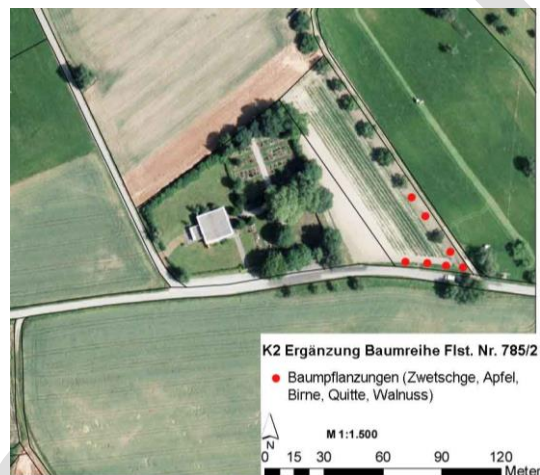 K2 Ergänzung Baumreihe Flst. Nr. 785/2
Baumpflanzungen (Zwetschge, Apfel,
Birne, Quitte, Walnuss)
N
M 1:1.500
0 15 30 60 90 120
Meter